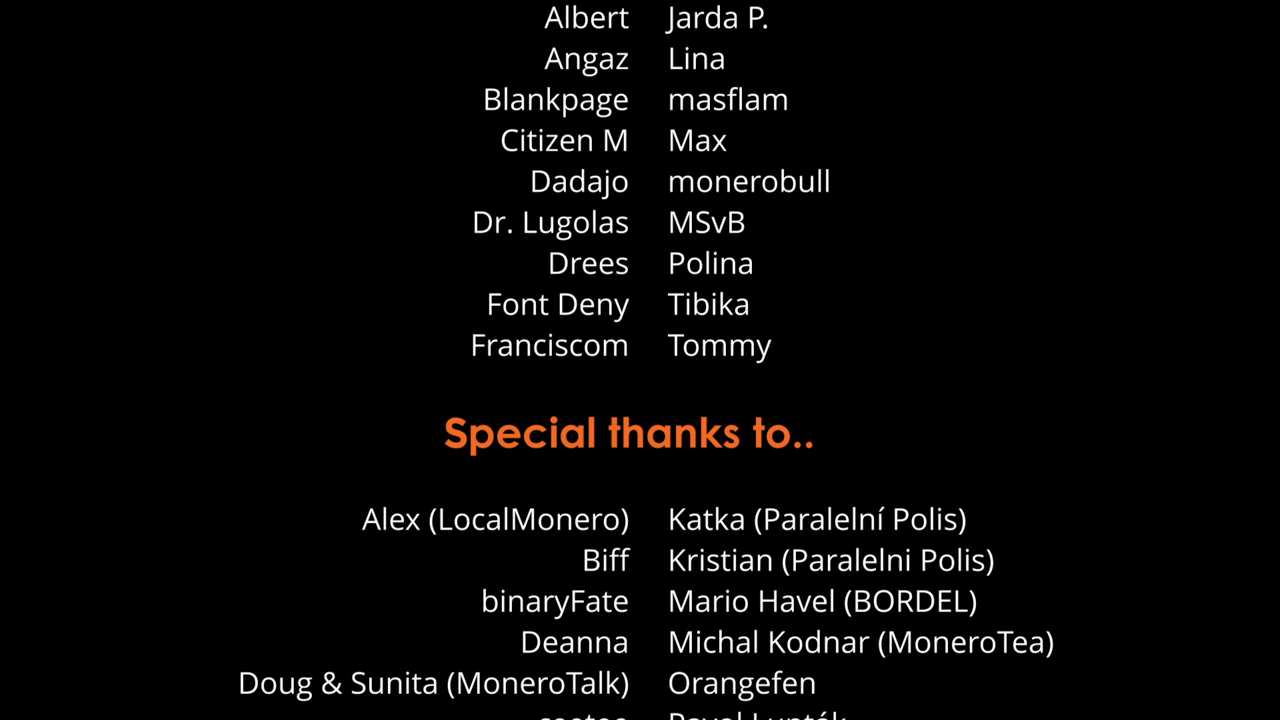 Albert Jarda P.
Angaz Lina
Blankpage masflam
Citizen M Max
Dadajo monerobull
Dr. Lugolas MSvB
Drees Polina
Font Deny Tibika
Franciscom Tommy
Special thanks to..
Alex (LocalMonero) Katka (Paralelní Polis)
Biff Kristian (Paralelni Polis)
binaryFate Mario Havel (BORDEL)
Deanna Michal Kodnar (MoneroTea)
Doug & Sunita (MoneroTalk) Orangefen
Pavel